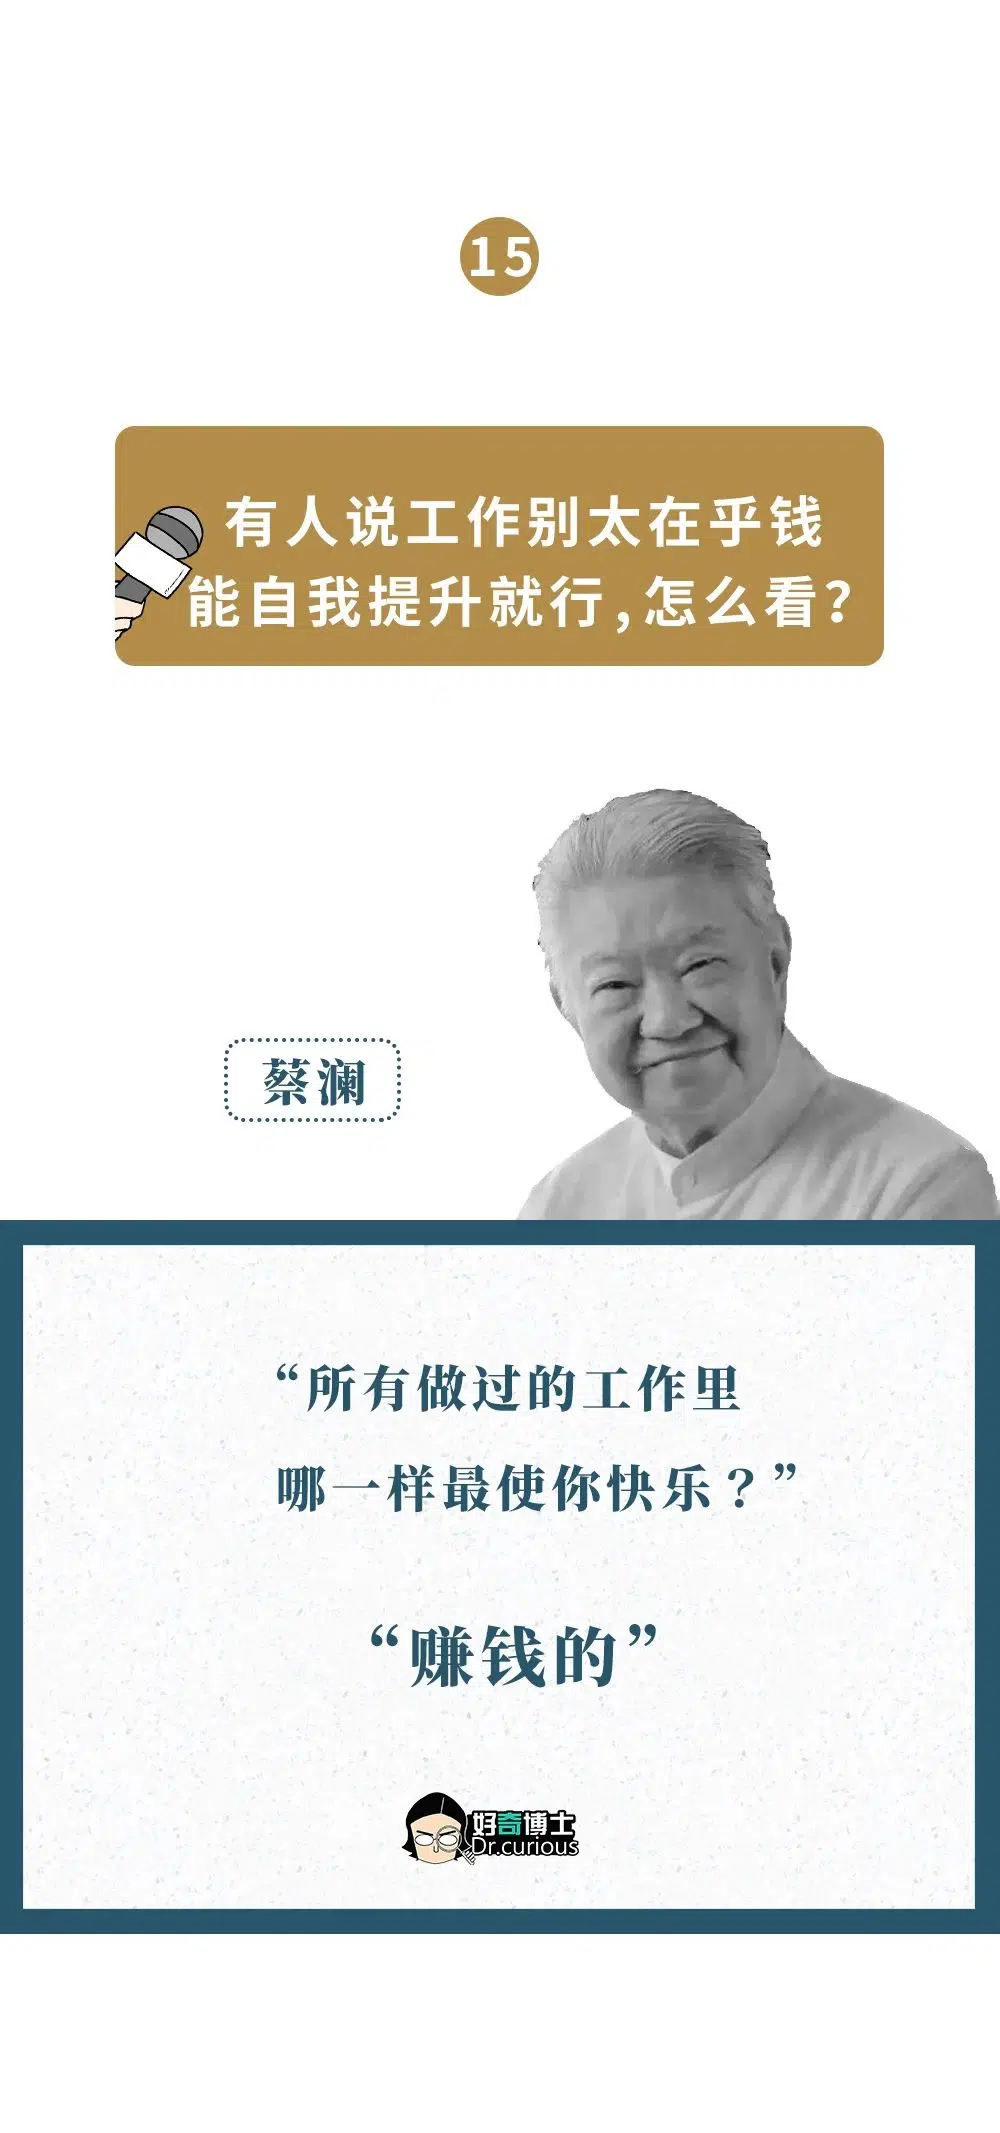 15
有人说工作别太在乎钱
能自我提升就行,怎么看?
蔡澜
“所有做过的工作里
哪一样最使你快乐？”
“赚钱的”
好奇博士
Dr.curious